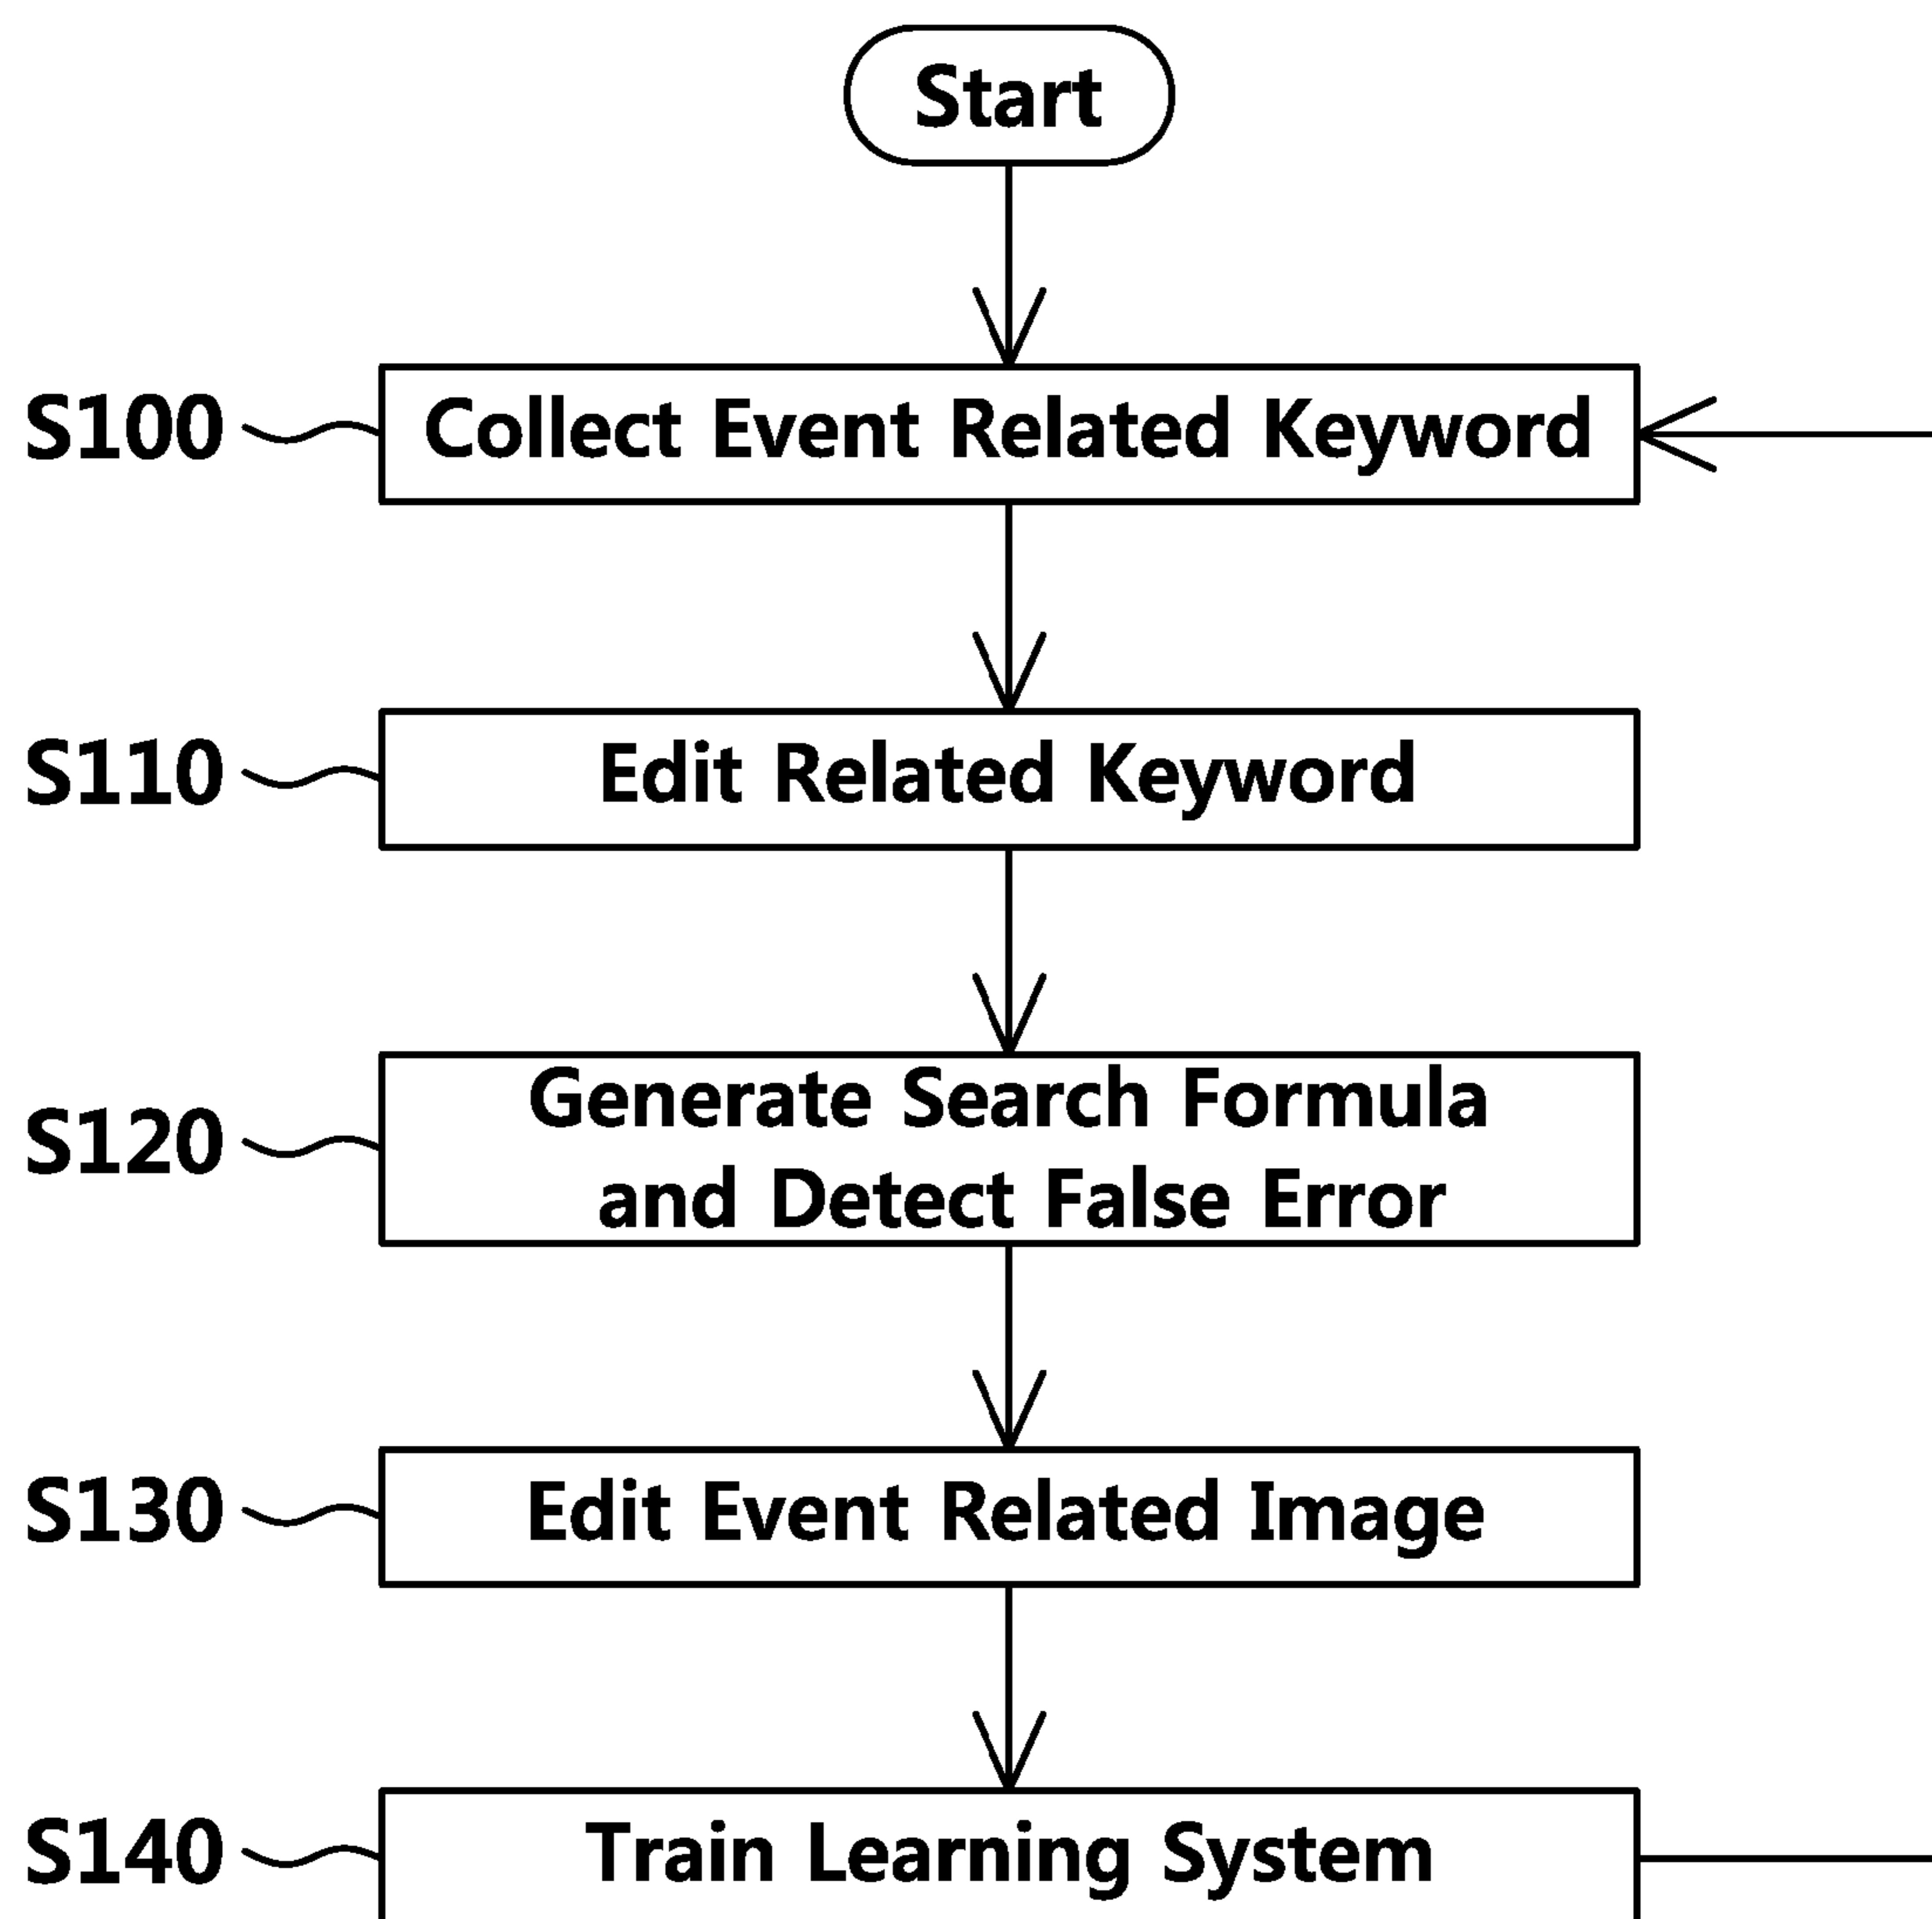 Start
S100
Collect Event Related Keyword
S110
Edit Related Keyword
S120
Generate Search Formula
and Detect False Error
S130
Edit Event Related Image
S140
Train Learning System